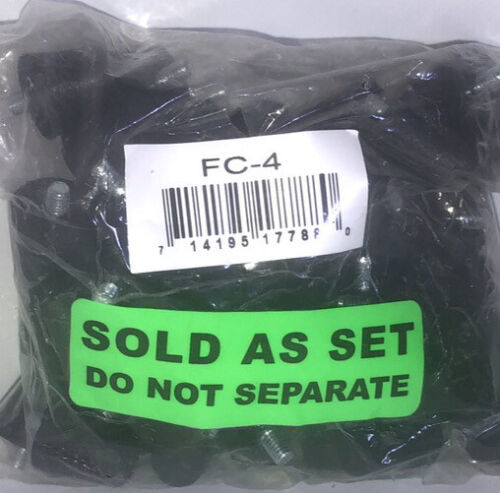 FC-4
7 14195 17788 0
SOLD AS SET
DO NOT SEPARATE